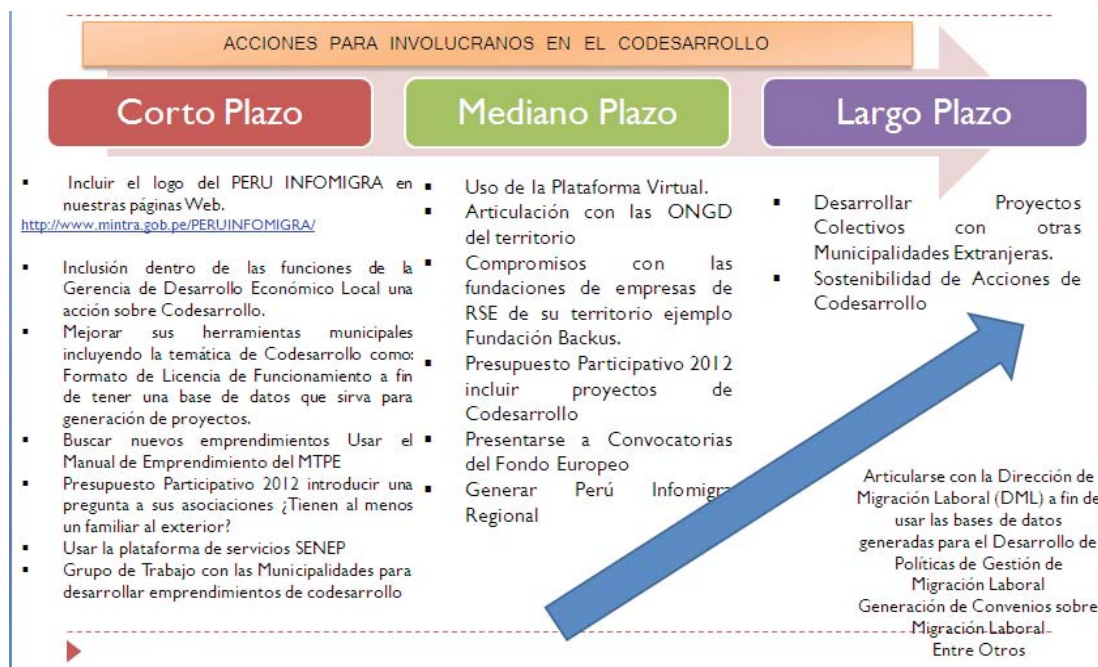 ACCIONES PARA INVOLUCRANOS EN EL CODESARROLLO
Corto Plazo
▪ Incluir el logo del PERU INFOMIGRA en
nuestras páginas Web.
http://www.mintra.gob.pe/PERUINFOMIGRA/
▪ Inclusión dentro de las funciones de la
Gerencia de Desarrollo Económico Local una
acción sobre Codesarrollo.
▪ Mejorar sus herramientas municipales
incluyendo la temática de Codesarrollo como:
Formato de Licencia de Funcionamiento a fin
de tener una base de datos que sirva para
generación de proyectos.
▪ Buscar nuevos emprendimientos Usar el
Manual de Emprendimiento del MTPE
▪ Presupuesto Participativo 2012 introducir una
pregunta a sus asociaciones ¿Tienen al menos
un familiar al exterior?
▪ Usar la plataforma de servicios SENEP
▪ Grupo de Trabajo con las Municipalidades para
desarrollar emprendimientos de codesarrollo
Mediano Plazo
▪ Uso de la Plataforma Virtual.
▪ Articulación con las ONGD
del territorio
▪ Compromisos con las
fundaciones de empresas de
RSE de su territorio ejemplo
Fundación Backus.
▪ Presupuesto Participativo 2012
incluir proyectos de
Codesarrollo
▪ Presentarse a Convocatorias
del Fondo Europeo
▪ Generar Perú Infomigra
Regional
Largo Plazo
▪ Desarrollar Proyectos
Colectivos con otras
Municipalidades Extranjeras.
▪ Sostenibilidad de Acciones de
Codesarrollo
Articularse con la Dirección de
Migración Laboral (DML) a fin de
usar las bases de datos
generadas para el Desarrollo de
Políticas de Gestión de
Migración Laboral
Generación de Convenios sobre
Migración Laboral
Entre Otros